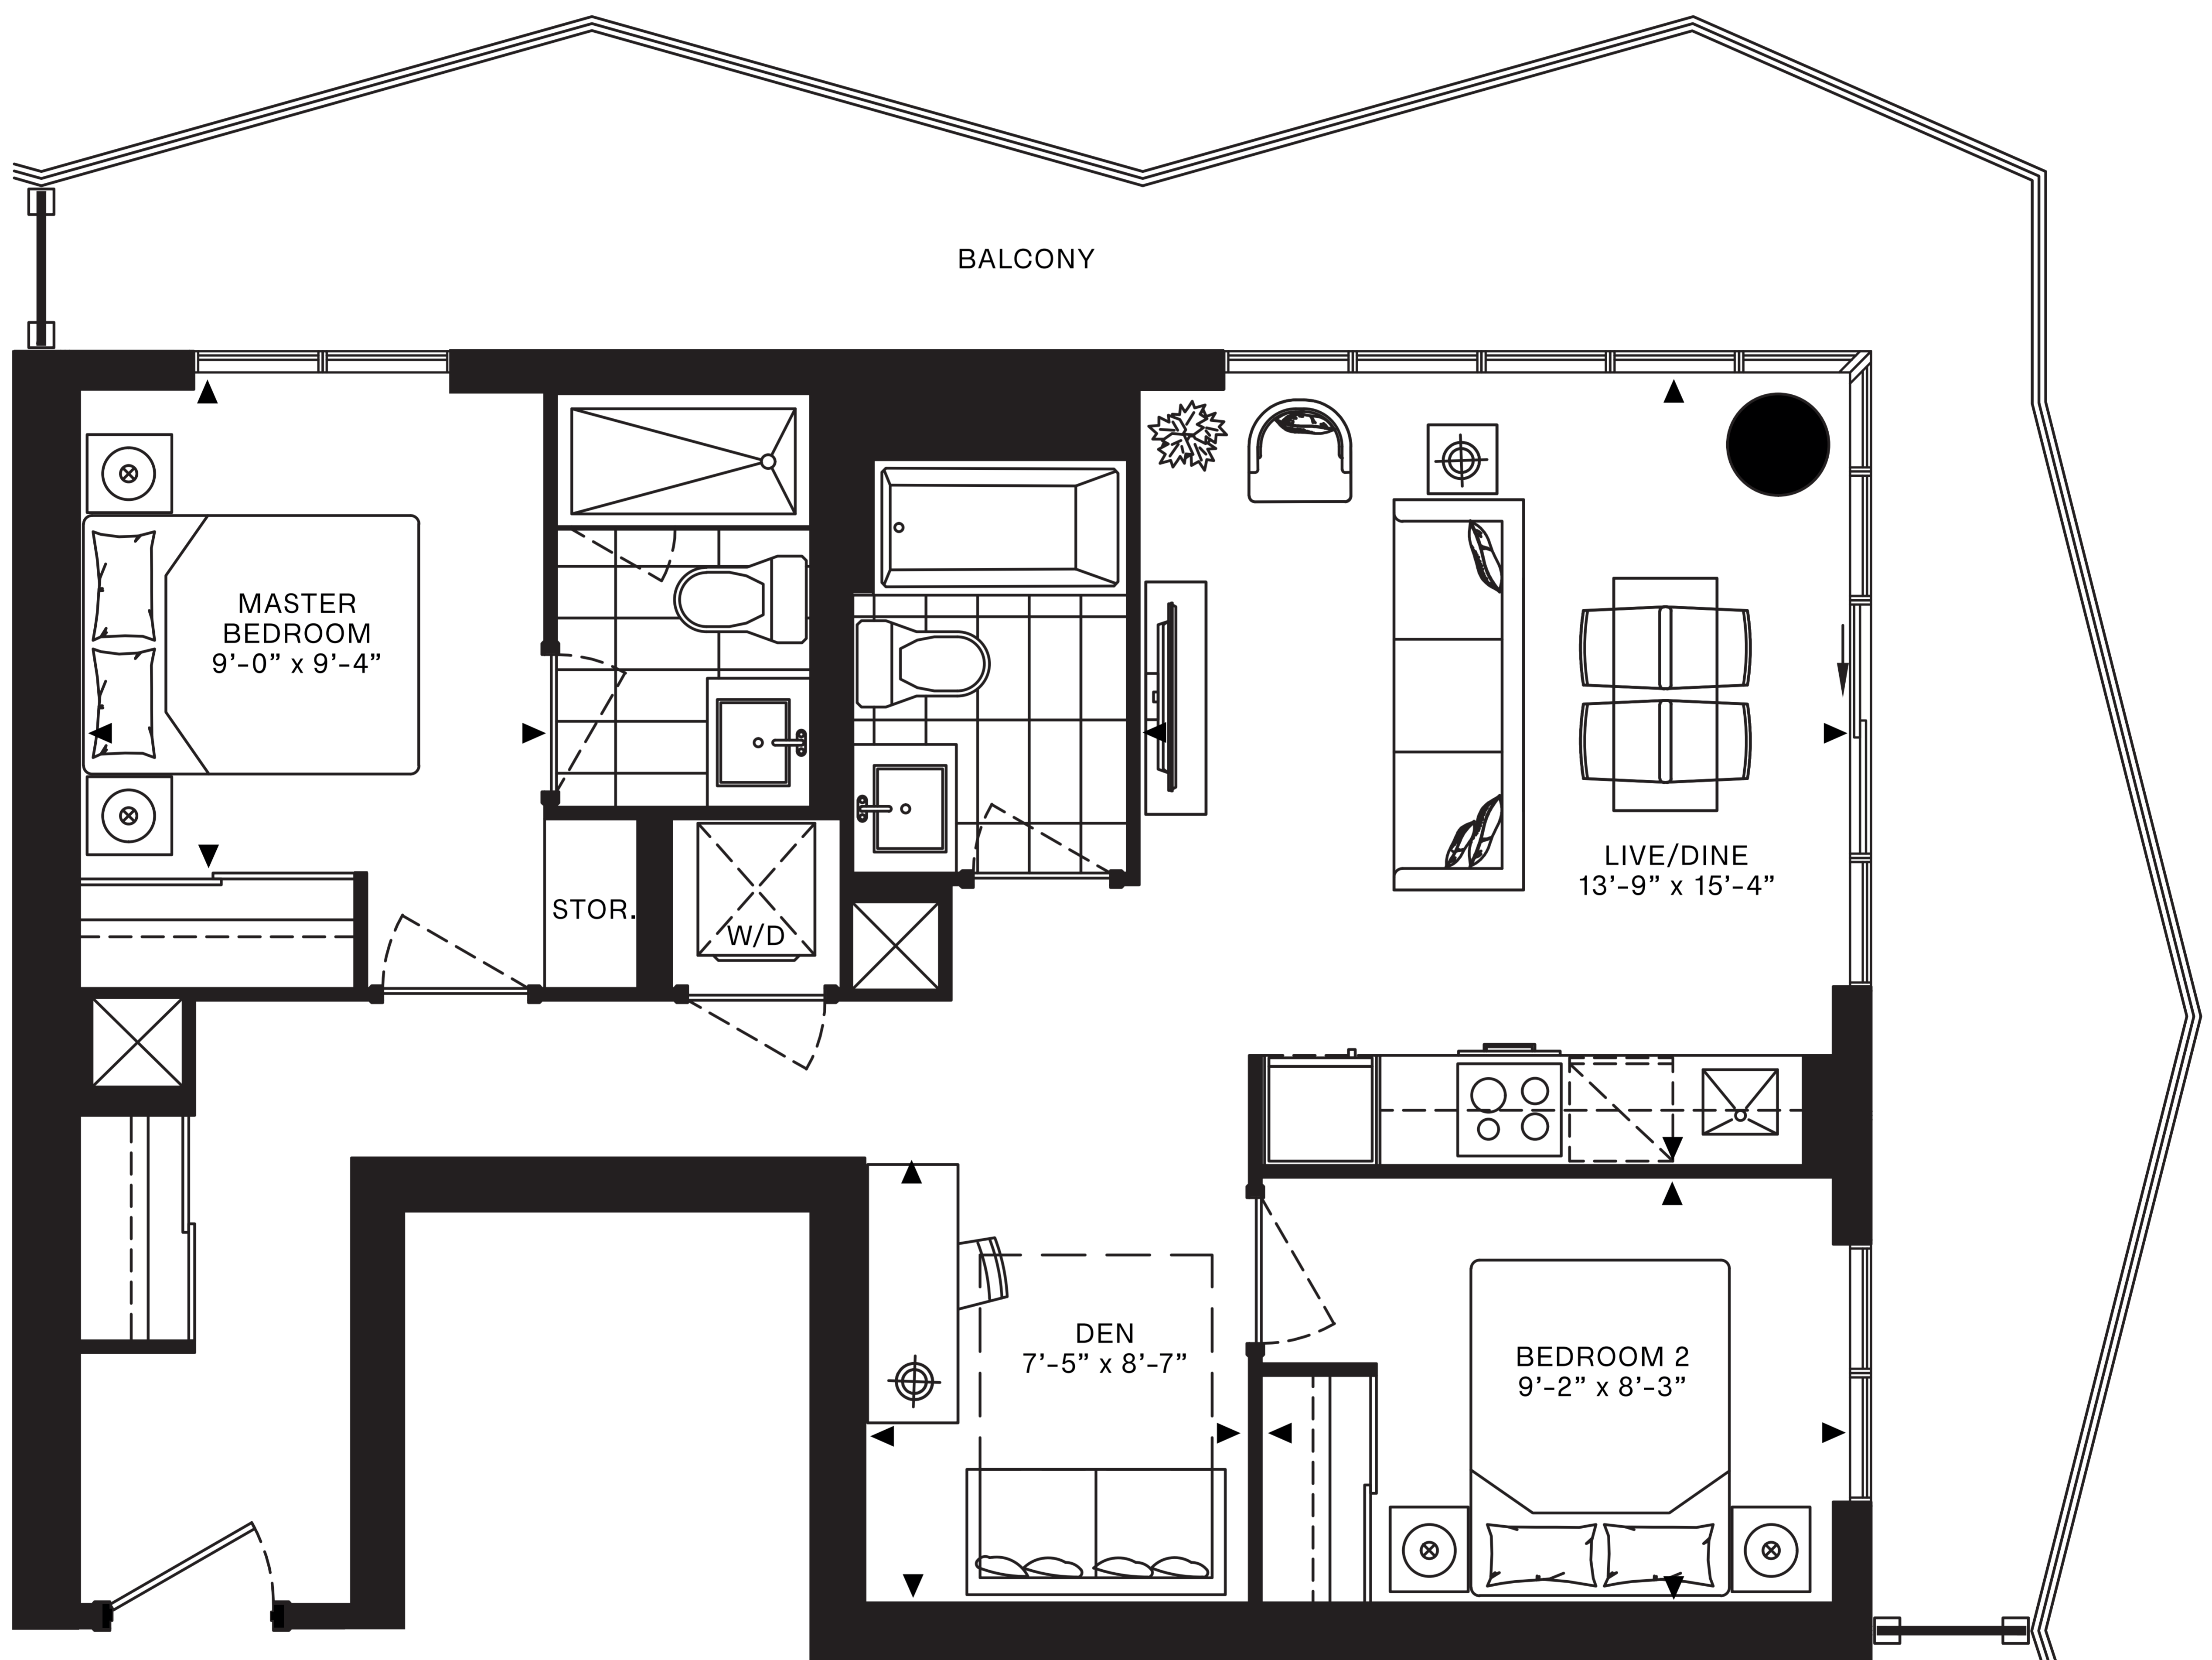 BALCONY
MASTER
BEDROOM
9’-0” x 9’-4”
LIVE/DINE
13’-9” x 15’-4”
STOR.
W/D
DEN
7’-5” x 8’-7”
BEDROOM 2
9’-2” x 8’-3”